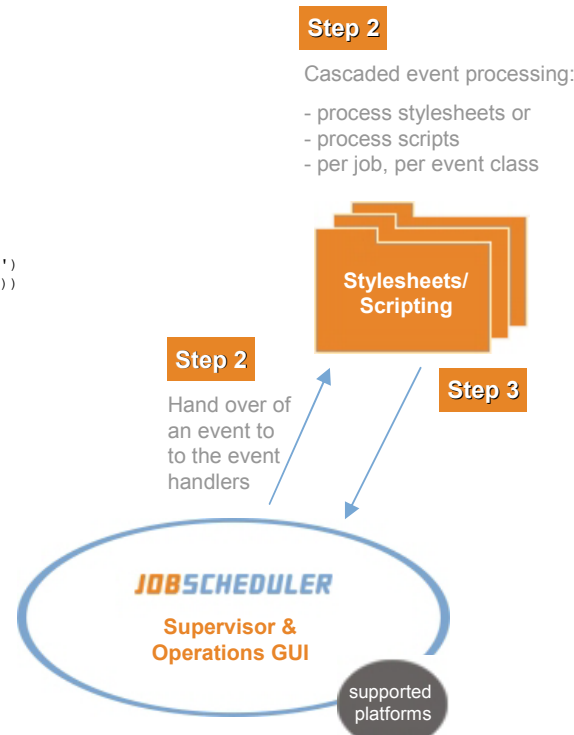 Step 2
Cascaded event processing:
- process stylesheets or
- process scripts
- per job, per event class
')
))
Stylesheets/
Scripting
Step 2
Step 3
Hand over of
an event to
to the event
handlers
JOBSCHEDULER
Supervisor &
Operations GUI
supported
platforms